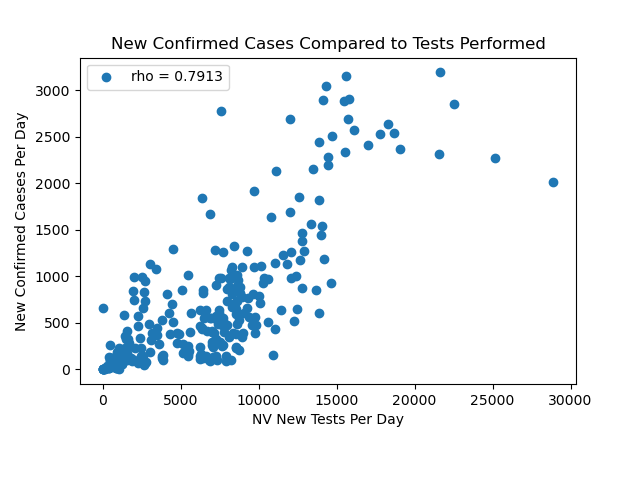 New Confirmed Cases Compared to Tests Performed
rho = 0.7913
3000
2500
2000
1500
1000
500
0
New Confirmed Caeses Per Day
0 5000 10000 15000 20000 25000 30000
NV New Tests Per Day